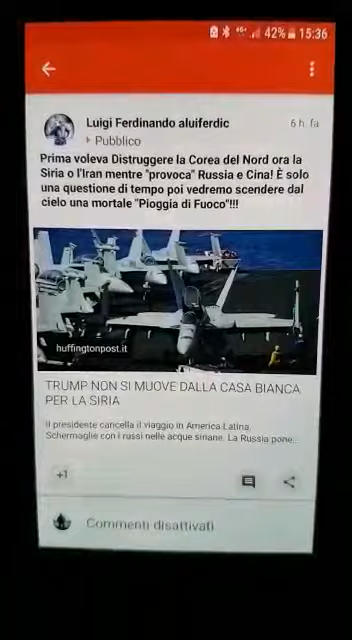 42% 15:36
Luigi Ferdinando aluiferdic 6 h. fa
Pubblico
Prima voleva Distruggere la Corea del Nord ora la
Siria o l'Iran mentre "provoca" Russia e Cina! È solo
una questione di tempo poi vedremo scendere dal
cielo una mortale "Pioggia di Fuoco"!!!
huffingtonpost.it
TRUMP NON SI MUOVE DALLA CASA BIANCA
PER LA SIRIA
Il presidente cancella il viaggio in America Latina.
Schermaglie con i russi nelle acque siriane. La Russia pone...
+1
Commenti disattivati